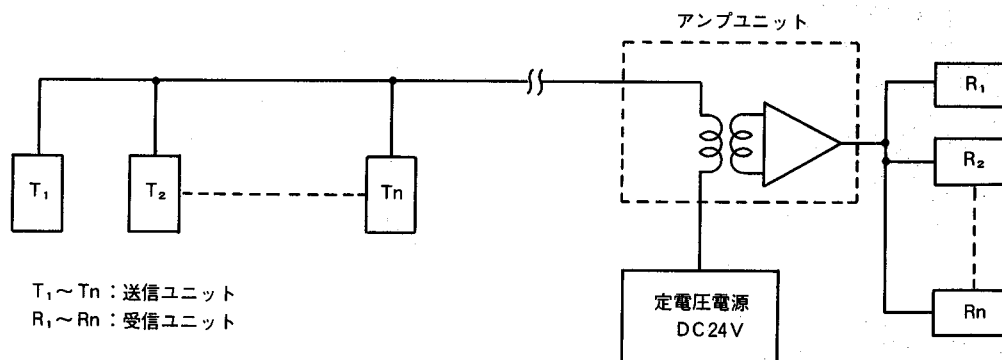 アンプユニット
R₁
T₁
T₂
Tn
R₂
定電圧電源
DC24V
Rn
T₁～Tn：送信ユニット
R₁～Rn：受信ユニット